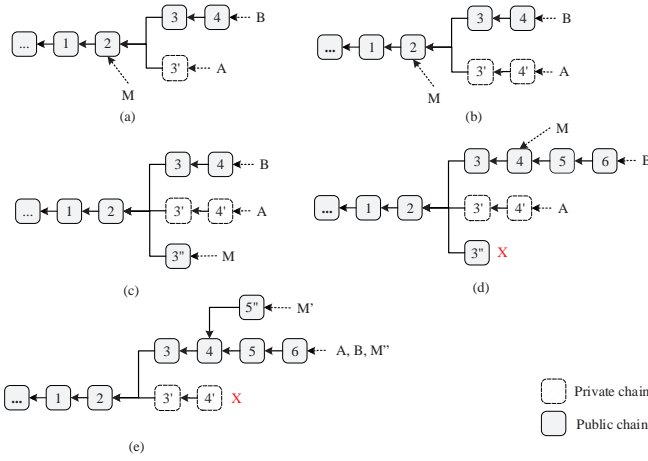 3 4 B
... 1 2
3' A
M
(a)
3 4 B
... 1 2
3' 4' A
M
(b)
3 4 B
... 1 2 3' 4' A
3" M
(c)
M
3 4 5 6 B
... 1 2 3' 4' A
3" X
(d)
5" M'
3 4 5 6 A, B, M"
... 1 2 3' 4' X
(e)
Private chain
Public chain